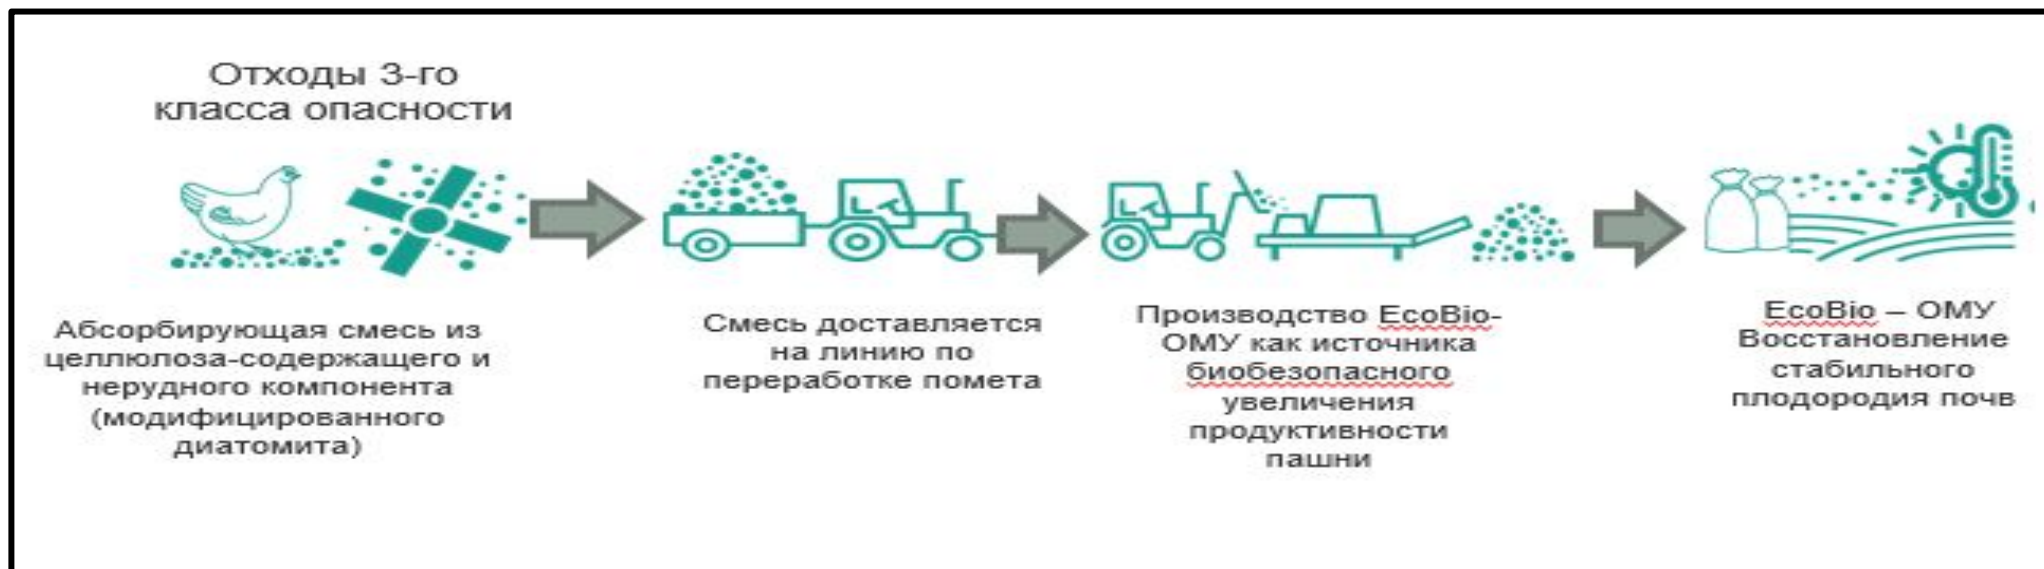 Отходы 3-го
класса опасности
Абсорбирующая смесь из
целлюлоза-содержащего и
нерудного компонента
(модифицированного
диатомита)
Смесь доставляется
на линию по
переработке помета
Производство EcoBio-
ОМУ как источника
биобезопасного
увеличения
продуктивности
пашни
EcoBio – ОМУ
Восстановление
стабильного
плодородия почв